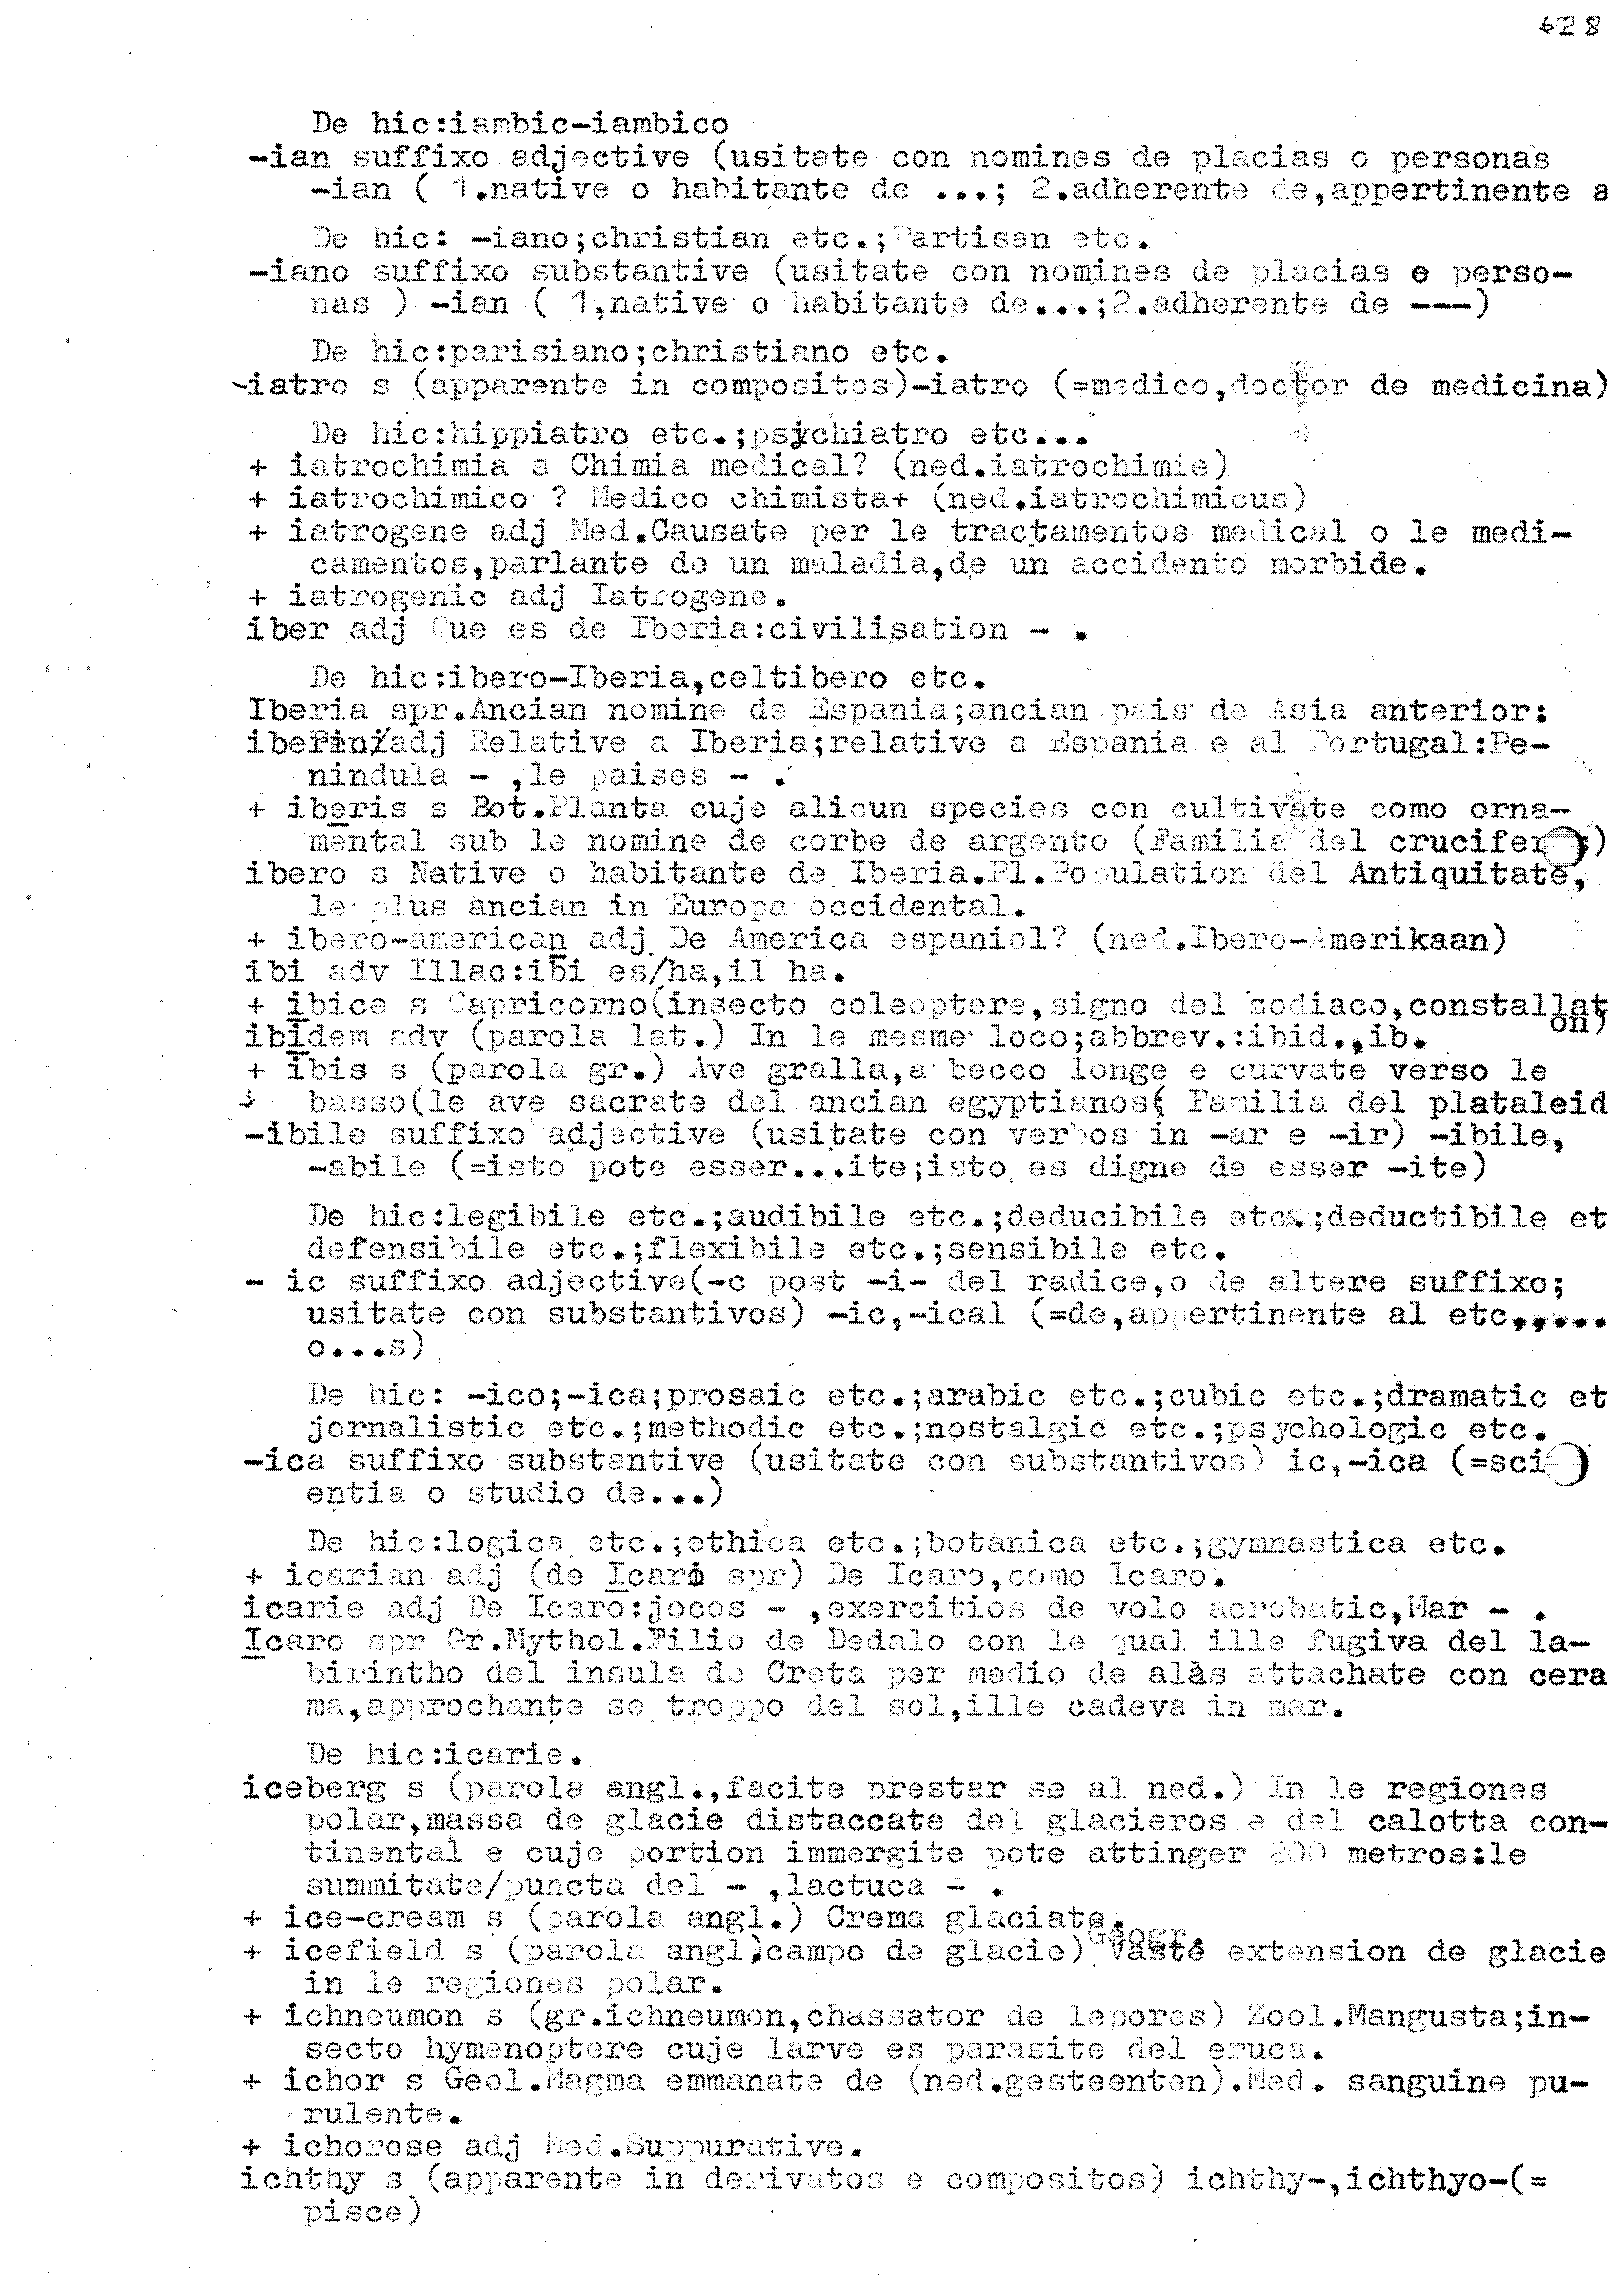 628
De hic:iambic-iambico
-ian suffixo adjective (usitate con nomines de placias o personas
-ian ( 1.native o habitante de ...; 2.adherente de,appertinente a
De hic: -iano;christian etc.;Partisan etc.
-iano suffixo substantive (usitate con nomines de placias e perso-
nas ) -ian ( 1,native o habitante de...;2.adherente de ---)
De hic:parisiano;christiano etc.
-iatro s (apparente in compositos)-iatro (=medico,doctor de medicina)
De hic:hippiatro etc.;psychiatro etc...
+ iatrochimia s Chimia medical? (ned.iatrochimie)
+ iatrochimico ? Medico chimista+ (ned.iatrochimicus)
+ iatrogene adj Med.Causate per le tractamentos medical o le medi-
camentos,parlante de un maladia,de un accidento morbide.
+ iatrogenic adj Iatrogene.
iber adj Que es de Iberia:civilisation - .
De hic:ibero-Iberia,celtibero etc.
Iberia spr.Ancian nomine de Espania;ancian pais de Asia anterior:
adj Relative a Iberia;relative a Espania e al Portugal:Pe-
nindula - ,le paises - .
+ iberis s Bot.Planta cuje alicun species con cultivate como orna-
mental sub le nomine de corbe de argento (Familia del crucifer )
ibero s Native o habitante de Iberia.Pl.Population del Antiquitate,
le plus ancian in Europa occidental.
+ ibero-american adj De America espaniol? (ned.Ibero-Amerikaan)
ibi adv Illac:ibi es/ha,il ha.
+ ibice s Capricorno(insecto coleoptere,signo del zodiaco,constallat
on)
ibidem adv (parola lat.) In le mesme loco;abbrev.:ibid.,ib.
+ ibis s (parola gr.) Ave gralla,a becco longe e curvate verso le
basso(le ave sacrate del ancian egyptianos( Familia del plataleid
-ibile suffixo adjective (usitate con verbos in -ar e -ir) -ibile,
-abile (=isto pote esser...ite;isto es digne de esser -ite)
De hic:legibile etc.;audibile etc.;deducibile etc.;deductibile et
defensibile etc.;flexibile etc.;sensibile etc.
- ic suffixo adjective(-c post -i- del radice,o de altere suffixo;
usitate con substantivos) -ic,-ical (=de,appertinente al etc,,...
o...s)
De hic: -ico;-ica;prosaic etc.;arabic etc.;cubic etc.;dramatic et
jornalistic etc.;methodic etc.;nostalgic etc.;psychologic etc.
-ica suffixo substantive (usitate con substantivos) ic,-ica (=sci )
entia o studio de...)
De hic:logica etc.;ethica etc.;botanica etc.;gymnastica etc.
+ icarian adj (de Icaro spr) De Icaro,como Icaro.
icarie adj De Icaro:jocos - ,exercitios de volo acrobatic,Mar - .
Icaro spr Gr.Mythol.Filio de Dedalo con le qual ille fugiva del la-
birintho del insula de Creta per medio de alas attachate con cera
ma,approchante se troppo del sol,ille cadeva in mar.
De hic:icarie.
iceberg s (parola angl.,facite prestar se al ned.) In le regiones
polar,massa de glacie distaccate del glacieros e del calotta con-
tinental e cuje portion immergite pote attinger 200 metros:le
summitate/puncta del - ,lactuca - .
+ ice-cream s (parola angl.) Crema glaciate.
Geogr.
+ icefield s (parola angl,campo de glacie) Vaste extension de glacie
in le regiones polar.
+ ichneumon s (gr.ichneumon,chassator de lepores) Zool.Mangusta;in-
secto hymenoptere cuje larve es parasite del eruca.
+ ichor s Geol.Magma emmanate de (ned.gesteenten).Med. sanguine pu-
rulente.
+ ichorose adj Med.Suppurative.
ichthy s (apparente in derivatos e compositos) ichthy-,ichthyo-(=
pisce)